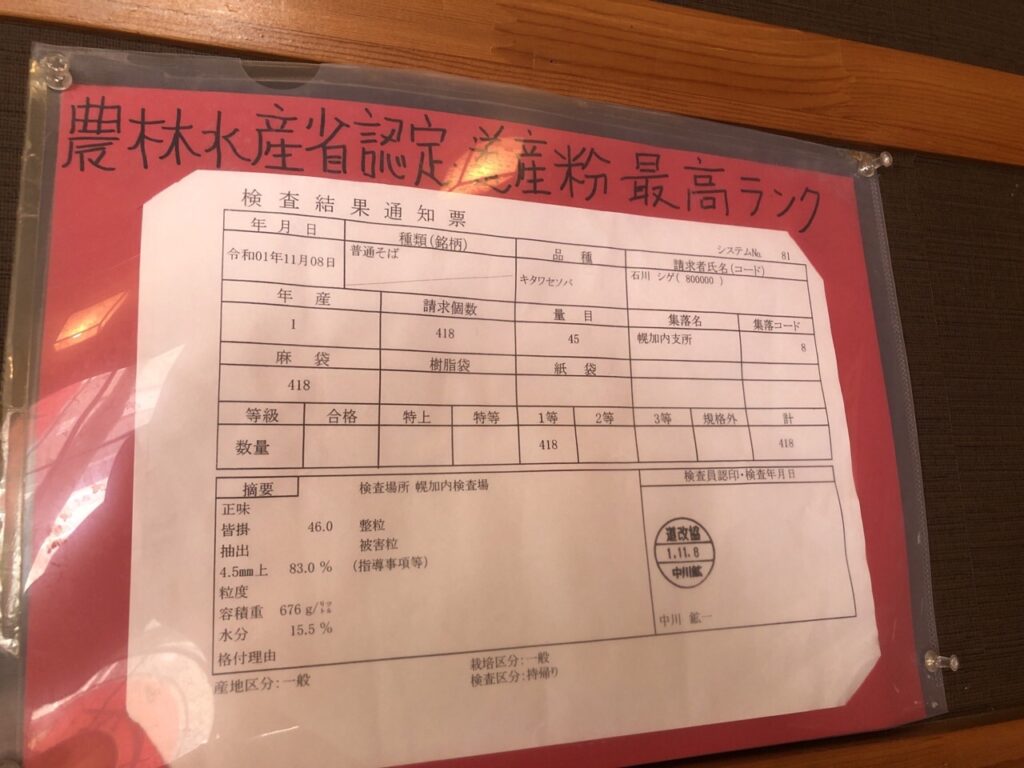 農林水産省認定 道産粉 最高ランク
検査結果通知票
システムNo. 81
年月日 種類(銘柄) 品種 請求者氏名(コード)
令和01年11月08日 普通そば キタワセソバ 石川 シゲ( 800000 )
年産 請求個数 量目 集落名 集落コード
1 418 45 幌加内支所 8
麻袋 樹脂袋 紙袋
418
等級 合格 特上 特等 1等 2等 3等 規格外 計
数量 418 418
摘要 検査場所 幌加内検査場 検査員認印・検査年月日
正味
皆掛 46.0 整粒
抽出 被害粒
4.5mm上 83.0 % (指導事項等)
粒度
容積重 676 g/リットル
水分 15.5 %
格付理由
道改協
1.11.8
中川鉱
中川 鉱一
産地区分:一般 栽培区分:一般
検査区分:持帰り